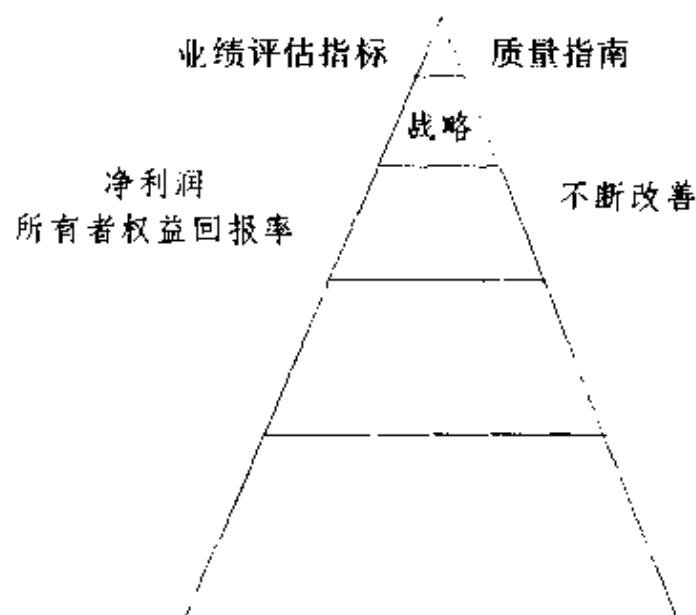 业绩评估指标 质量指南
战略
净利润
所有者权益回报率
不断改善